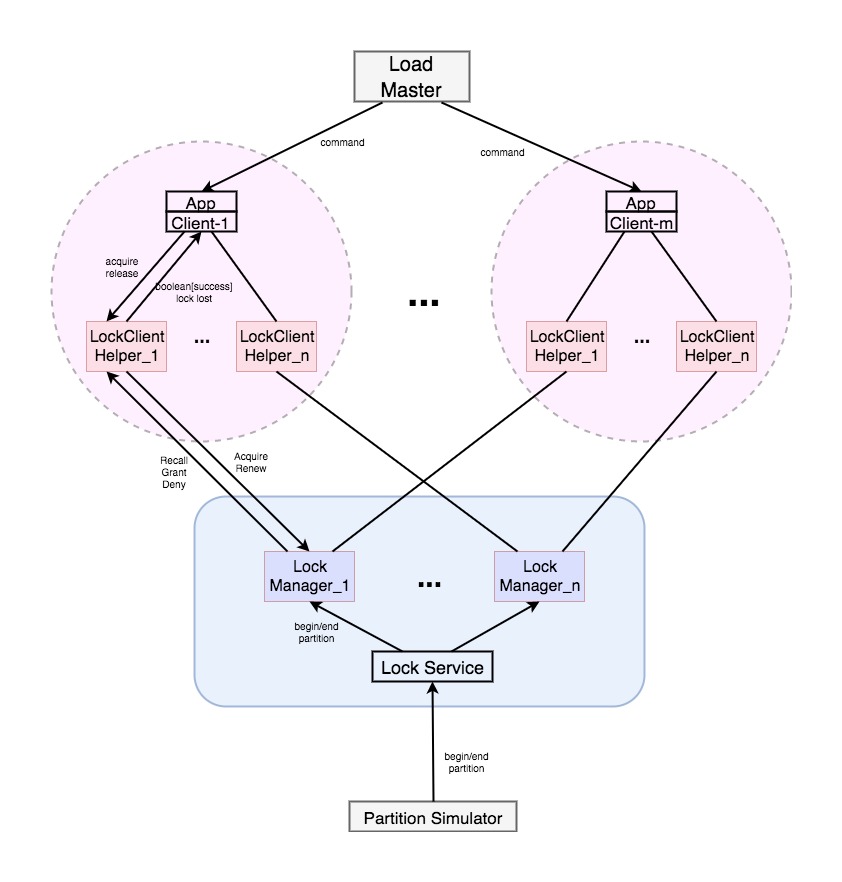 Load
Master
command
command
App
Client-1
App
Client-m
acquire
release
boolean[success]
lock lost
...
LockClient
Helper_1
...
LockClient
Helper_n
LockClient
Helper_1
...
LockClient
Helper_n
Recall
Grant
Deny
Acquire
Renew
Lock
Manager_1
...
Lock
Manager_n
begin/end
partition
Lock Service
begin/end
partition
Partition Simulator